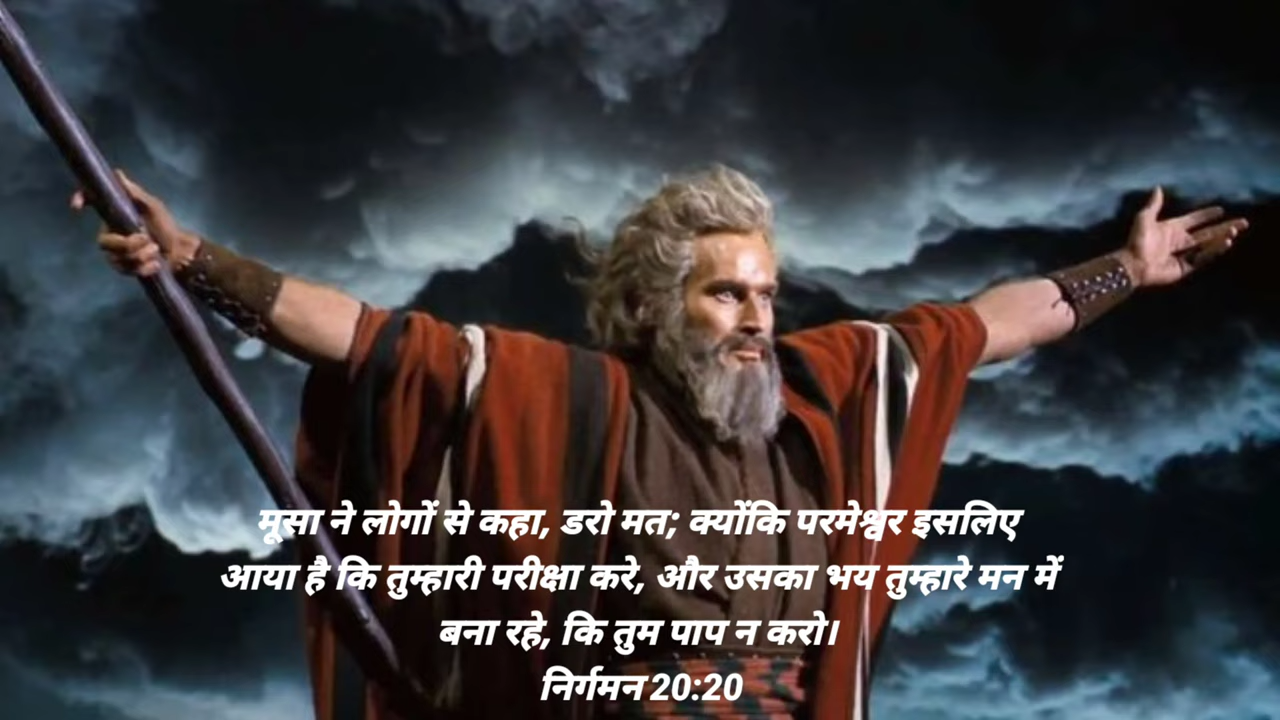 मूसा ने लोगों से कहा, डरो मत; क्योंकि परमेश्वर इसलिए
आया है कि तुम्हारी परीक्षा करे, और उसका भय तुम्हारे मन में
बना रहे, कि तुम पाप न करो।
निर्गमन 20:20